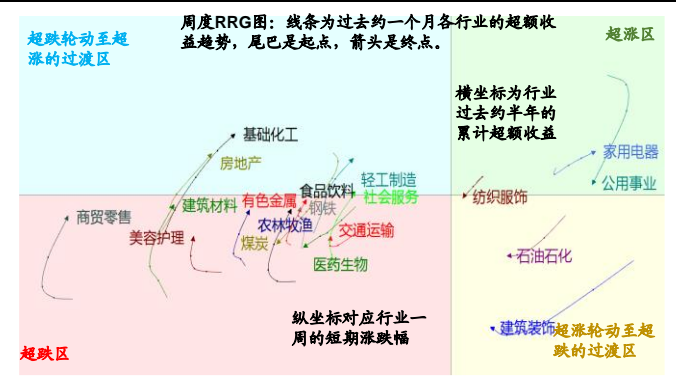 周度RRG图：线条为过去约一个月各行业的超额收
益趋势，尾巴是起点，箭头是终点。
超跌轮动至超
涨的过渡区
超涨区
横坐标为行业
过去约半年的
累计超额收益
基础化工
房地产
家用电器
轻工制造
公用事业
食品饮料
社会服务
纺织服饰
有色金属
建筑材料
钢铁
商贸零售
农林牧渔
交通运输
美容护理
煤炭
石油石化
医药生物
纵坐标对应行业一
周的短期涨跌幅
建筑装饰
超涨轮动至超
跌的过渡区
超跌区